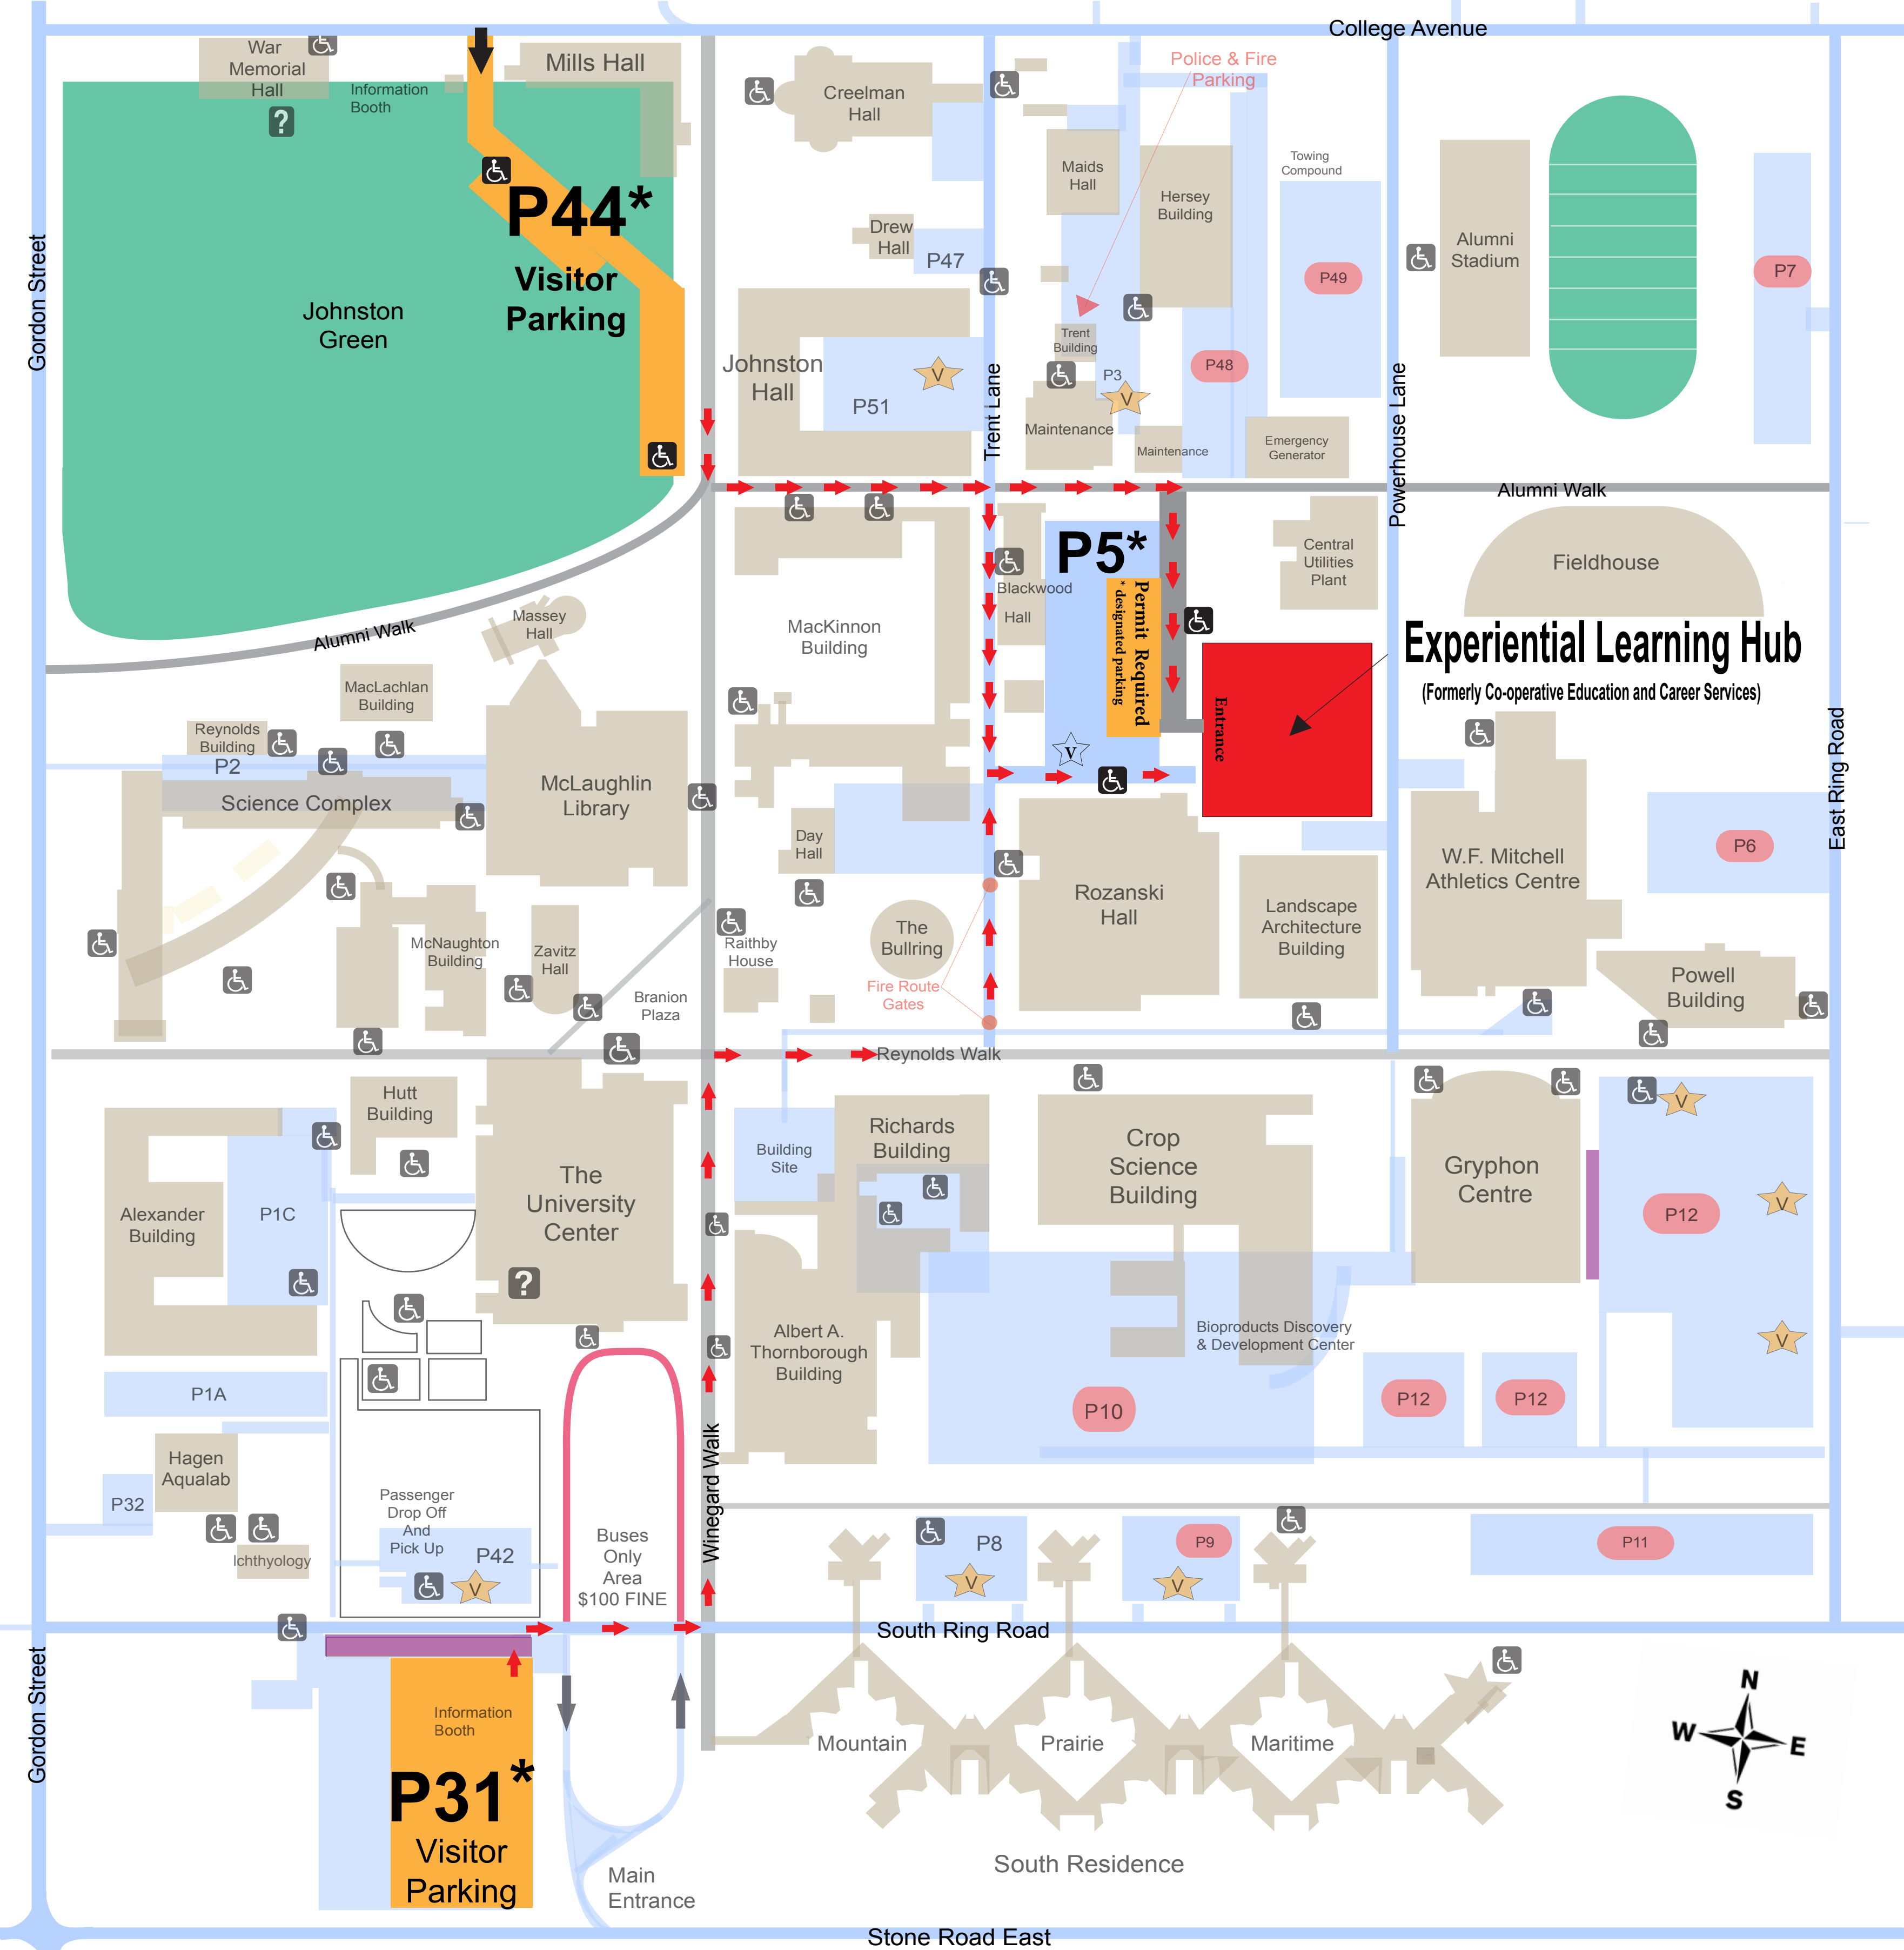 College Avenue
War
Memorial
Hall
Information
Booth
?
Mills Hall
Creelman
Hall
Police & Fire
Parking
Maids
Hall
Hersey
Building
Towing
Compound
Alumni
Stadium
P7
P49
P44*
Visitor
Parking
Johnston
Green
Gordon Street
Drew
Hall
P47
Johnston
Hall
V
P51
Trent Lane
Trent
Building
P3
V
P48
Maintenance
Maintenance
Emergency
Generator
Powerhouse Lane
Alumni Walk
P5*
Permit Required
* designated parking
V
Blackwood
Hall
Central
Utilities
Plant
Fieldhouse
Experiential Learning Hub
(Formerly Co-operative Education and Career Services)
Entrance
East Ring Road
Alumni Walk
Massey
Hall
MacKinnon
Building
MacLachlan
Building
Reynolds
Building
P2
Science Complex
McLaughlin
Library
Day
Hall
The
Bullring
Fire Route
Gates
Rozanski
Hall
Landscape
Architecture
Building
W.F. Mitchell
Athletics Centre
P6
Powell
Building
McNaughton
Building
Zavitz
Hall
Branion
Plaza
Raithby
House
Reynolds Walk
Hutt
Building
Alexander
Building
P1C
The
University
Center
?
Building
Site
Richards
Building
Crop
Science
Building
Gryphon
Centre
V
V
P12
V
Albert A.
Thornborough
Building
Bioproducts Discovery
& Development Center
P10
P12
P12
P1A
Hagen
Aqualab
P32
Ichthyology
Passenger
Drop Off
And
Pick Up
P42
V
Buses
Only
Area
$100 FINE
Winegard Walk
P8
V
P9
V
P11
South Ring Road
Gordon Street
Information
Booth
P31*
Visitor
Parking
Main
Entrance
Mountain
Prairie
Maritime
South Residence
N
W
E
S
Stone Road East